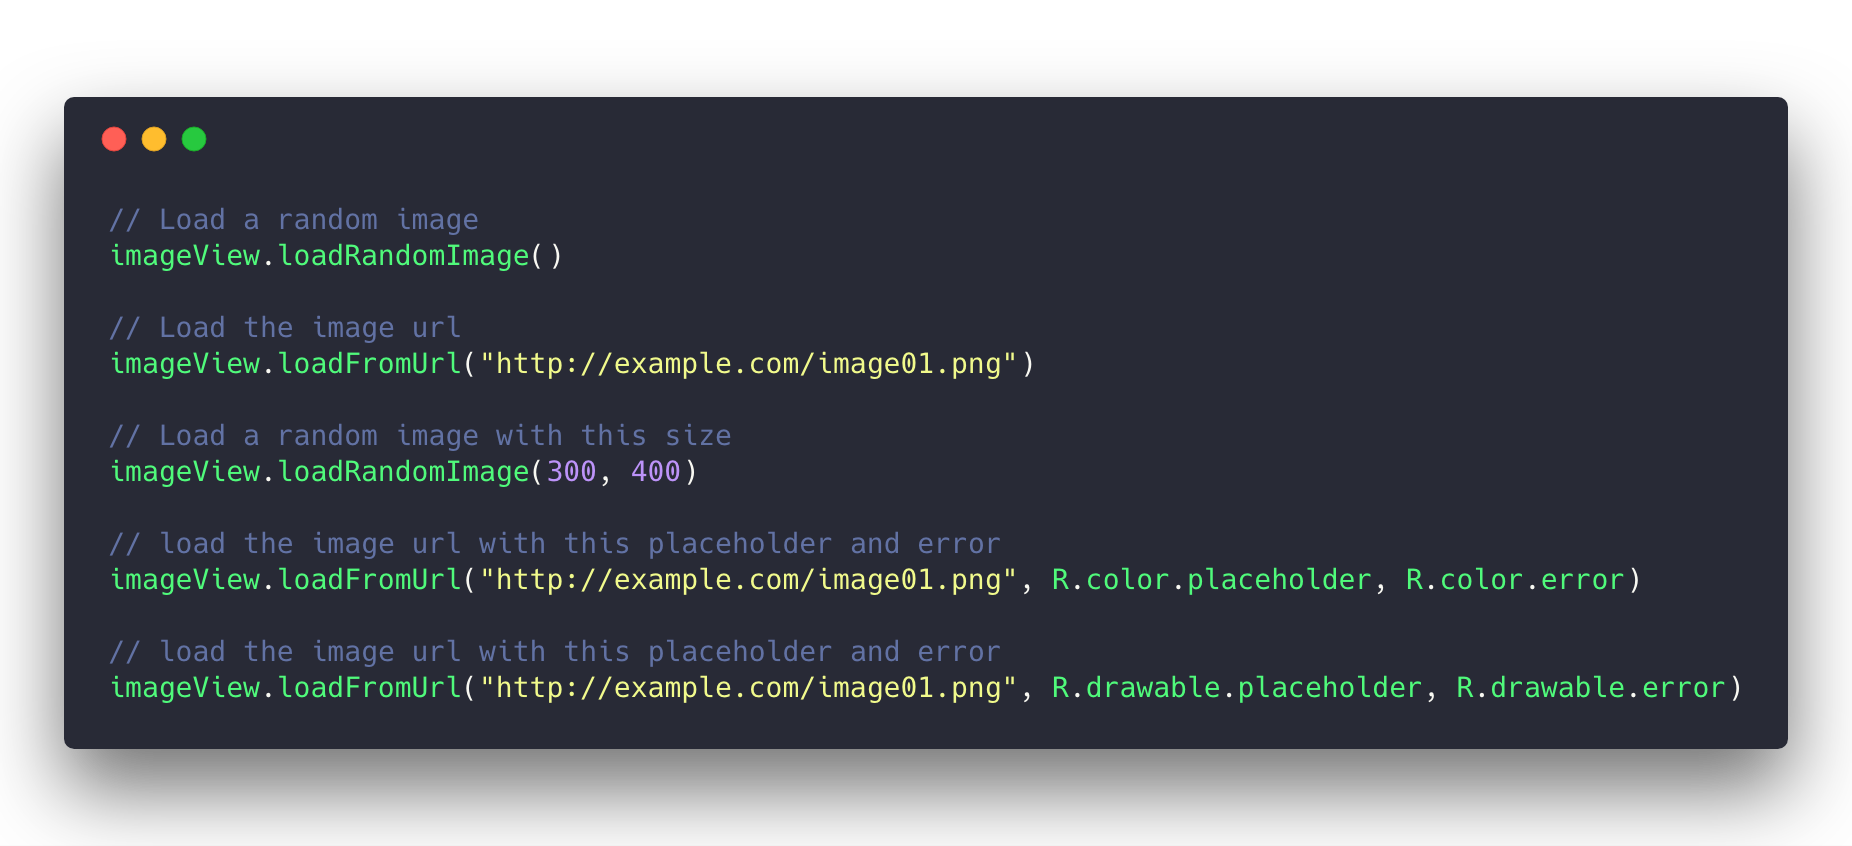 // Load a random image
imageView.loadRandomImage()
// Load the image url
imageView.loadFromUrl("http://example.com/image01.png")
// Load a random image with this size
imageView.loadRandomImage(300, 400)
// load the image url with this placeholder and error
imageView.loadFromUrl("http://example.com/image01.png", R.color.placeholder, R.color.error)
// load the image url with this placeholder and error
imageView.loadFromUrl("http://example.com/image01.png", R.drawable.placeholder, R.drawable.error)